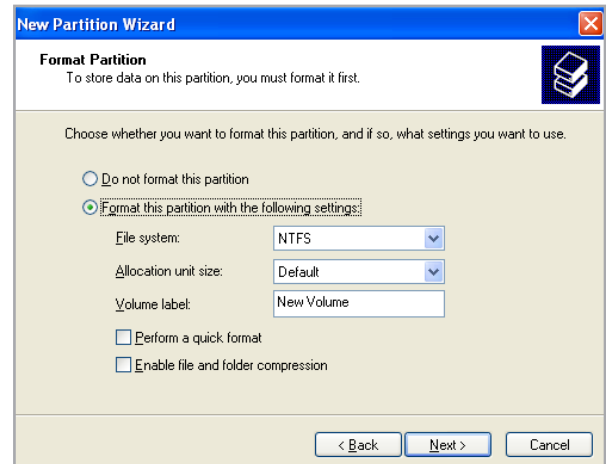 New Partition Wizard
Format Partition
To store data on this partition, you must format it first.
Choose whether you want to format this partition, and if so, what settings you want to use.
Do not format this partition
Format this partition with the following settings:
File system: NTFS
Allocation unit size: Default
Volume label: New Volume
Perform a quick format
Enable file and folder compression
< Back Next > Cancel